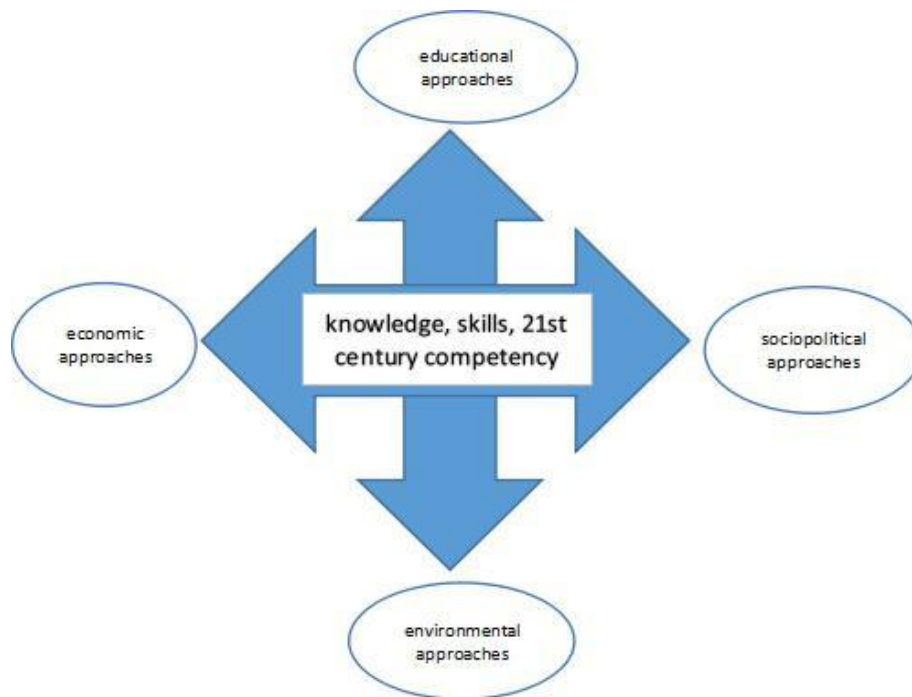 educational
approaches
economic
approaches
knowledge, skills, 21st
century competency
sociopolitical
approaches
environmental
approaches